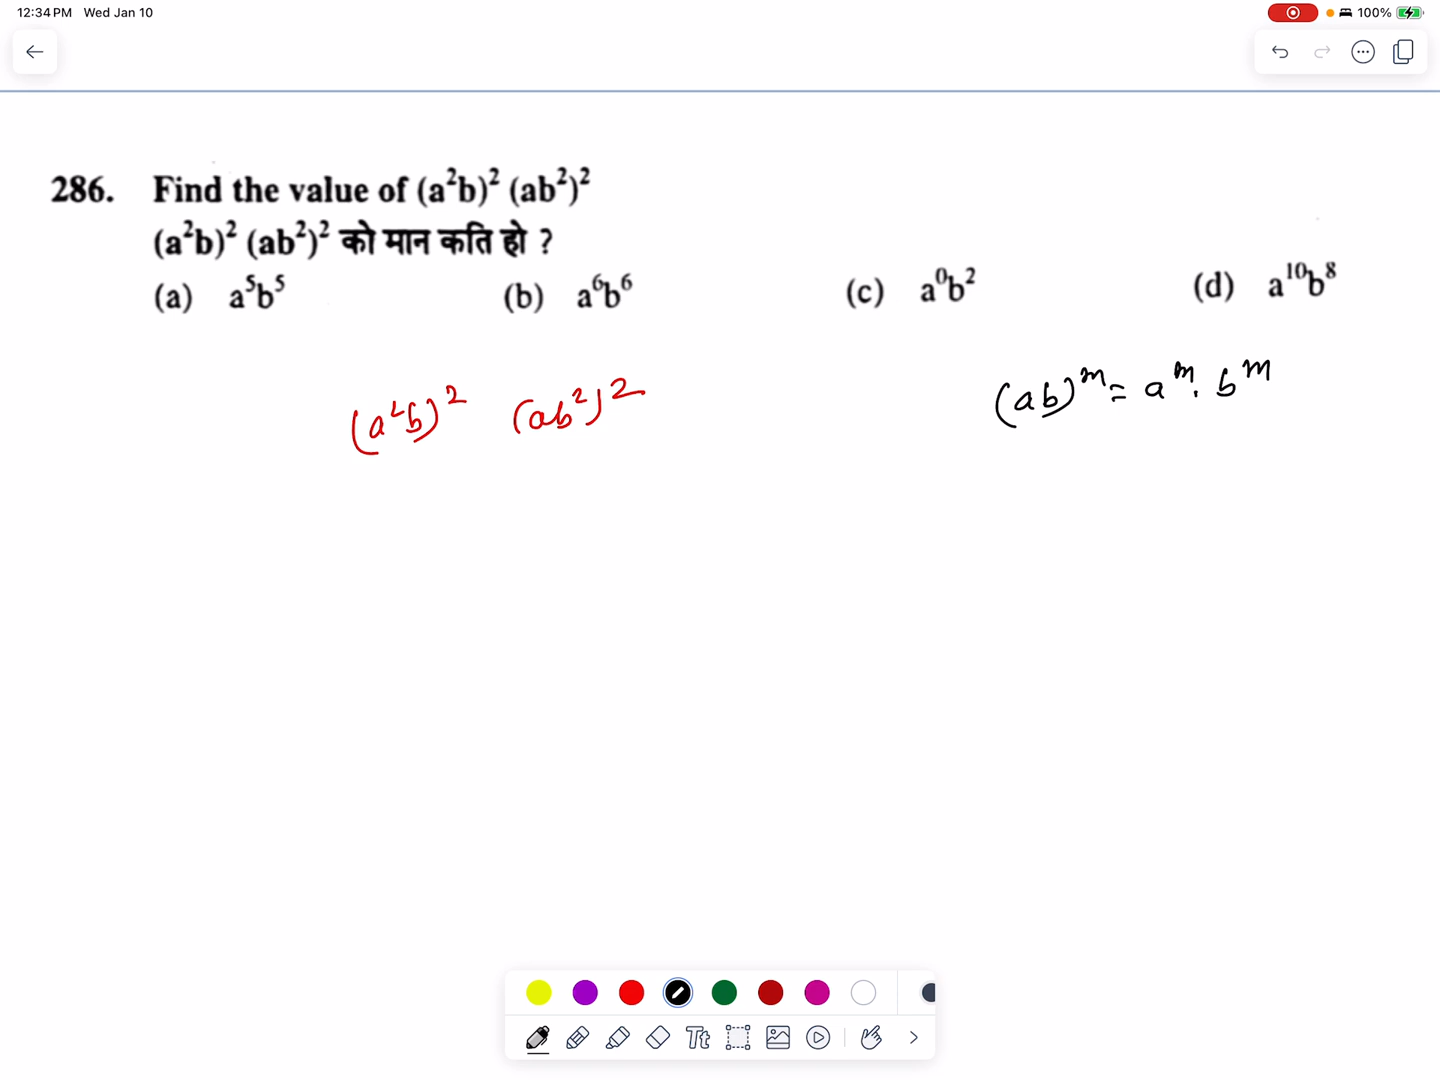 12:34 PM Wed Jan 10
100%
286. Find the value of (a²b)² (ab²)²
(a²b)² (ab²)² को मान कति हो ?
(a) a⁵b⁵ (b) a⁶b⁶ (c) a⁰b² (d) a¹⁰b⁸
(a²b)² (ab²)² (ab)ᵐ = aᵐ. bᵐ
Tt